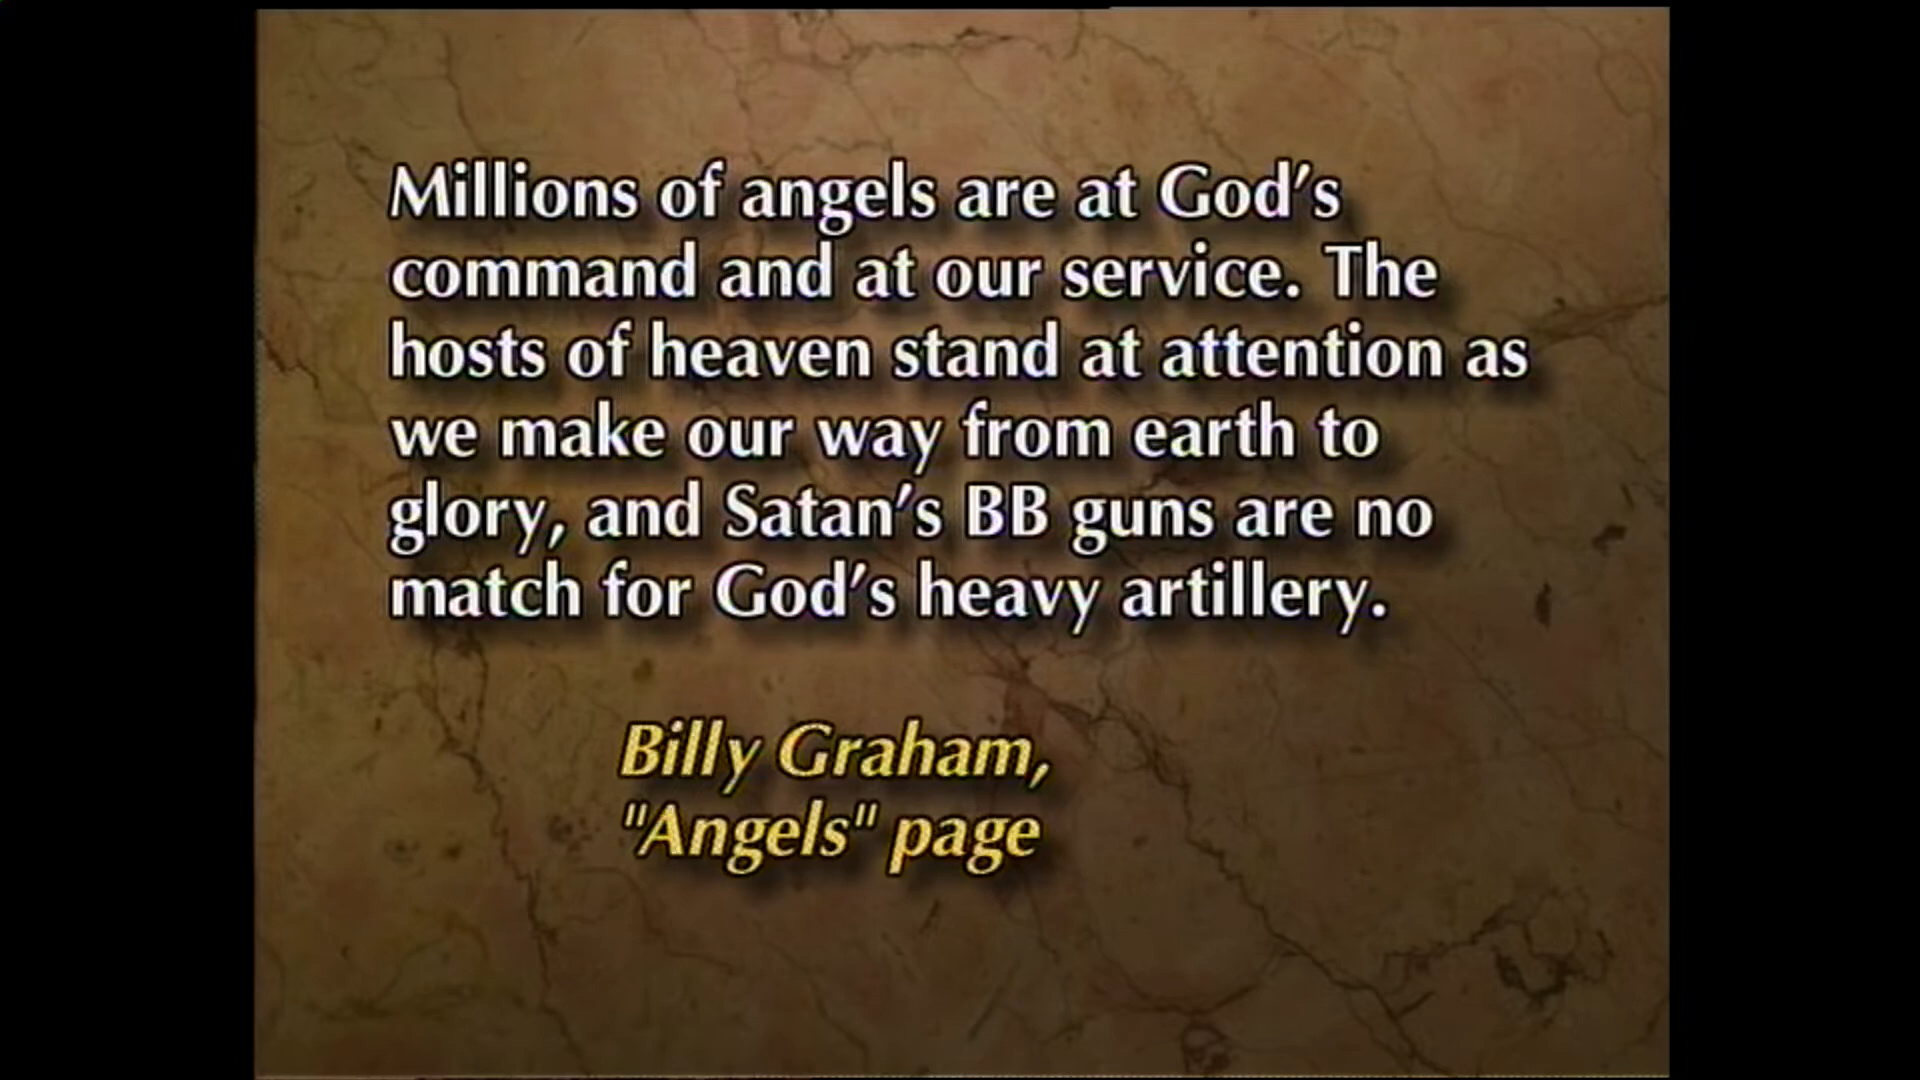 Millions of angels are at God's
command and at our service. The
hosts of heaven stand at attention as
we make our way from earth to
glory, and Satan's BB guns are no
match for God's heavy artillery.
Billy Graham,
"Angels" page